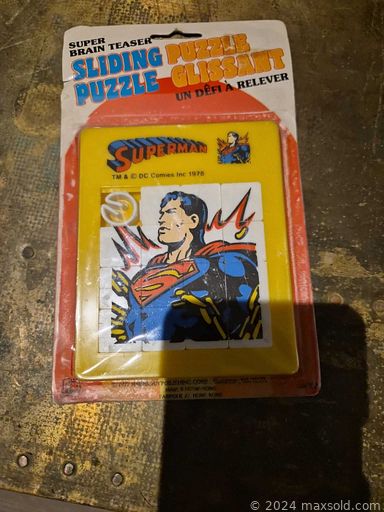 SUPER
BRAIN TEASER
SLIDING
PUZZLE
PUZZLE
GLISSANT
UN DÉFI À RELEVER
SUPERMAN
TM & © DC Comics Inc 1978
© 2024 maxsold.com